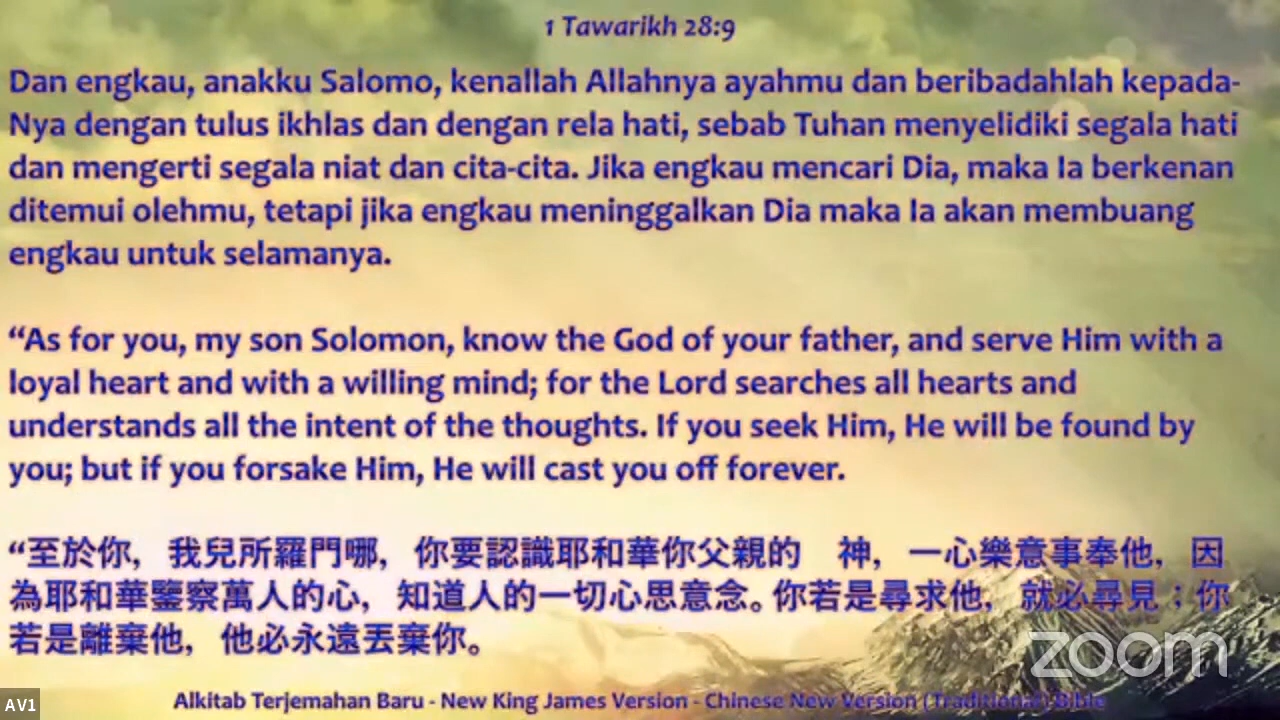 1 Tawarikh 28:9
Dan engkau, anakku Salomo, kenallah Allahnya ayahmu dan beribadahlah kepada-
Nya dengan tulus ikhlas dan dengan rela hati, sebab Tuhan menyelidiki segala hati
dan mengerti segala niat dan cita-cita. Jika engkau mencari Dia, maka Ia berkenan
ditemui olehmu, tetapi jika engkau meninggalkan Dia maka Ia akan membuang
engkau untuk selamanya.
“As for you, my son Solomon, know the God of your father, and serve Him with a
loyal heart and with a willing mind; for the Lord searches all hearts and
understands all the intent of the thoughts. If you seek Him, He will be found by
you; but if you forsake Him, He will cast you off forever.
“至於你，我兒所羅門哪，你要認識耶和華你父親的　神，一心樂意事奉他，因
為耶和華鑒察萬人的心，知道人的一切心思意念。你若是尋求他，就必尋見；你
若是離棄他，他必永遠丟棄你。
zoom
Alkitab Terjemahan Baru - New King James Version - Chinese New Version (Traditional) Bible
AV1